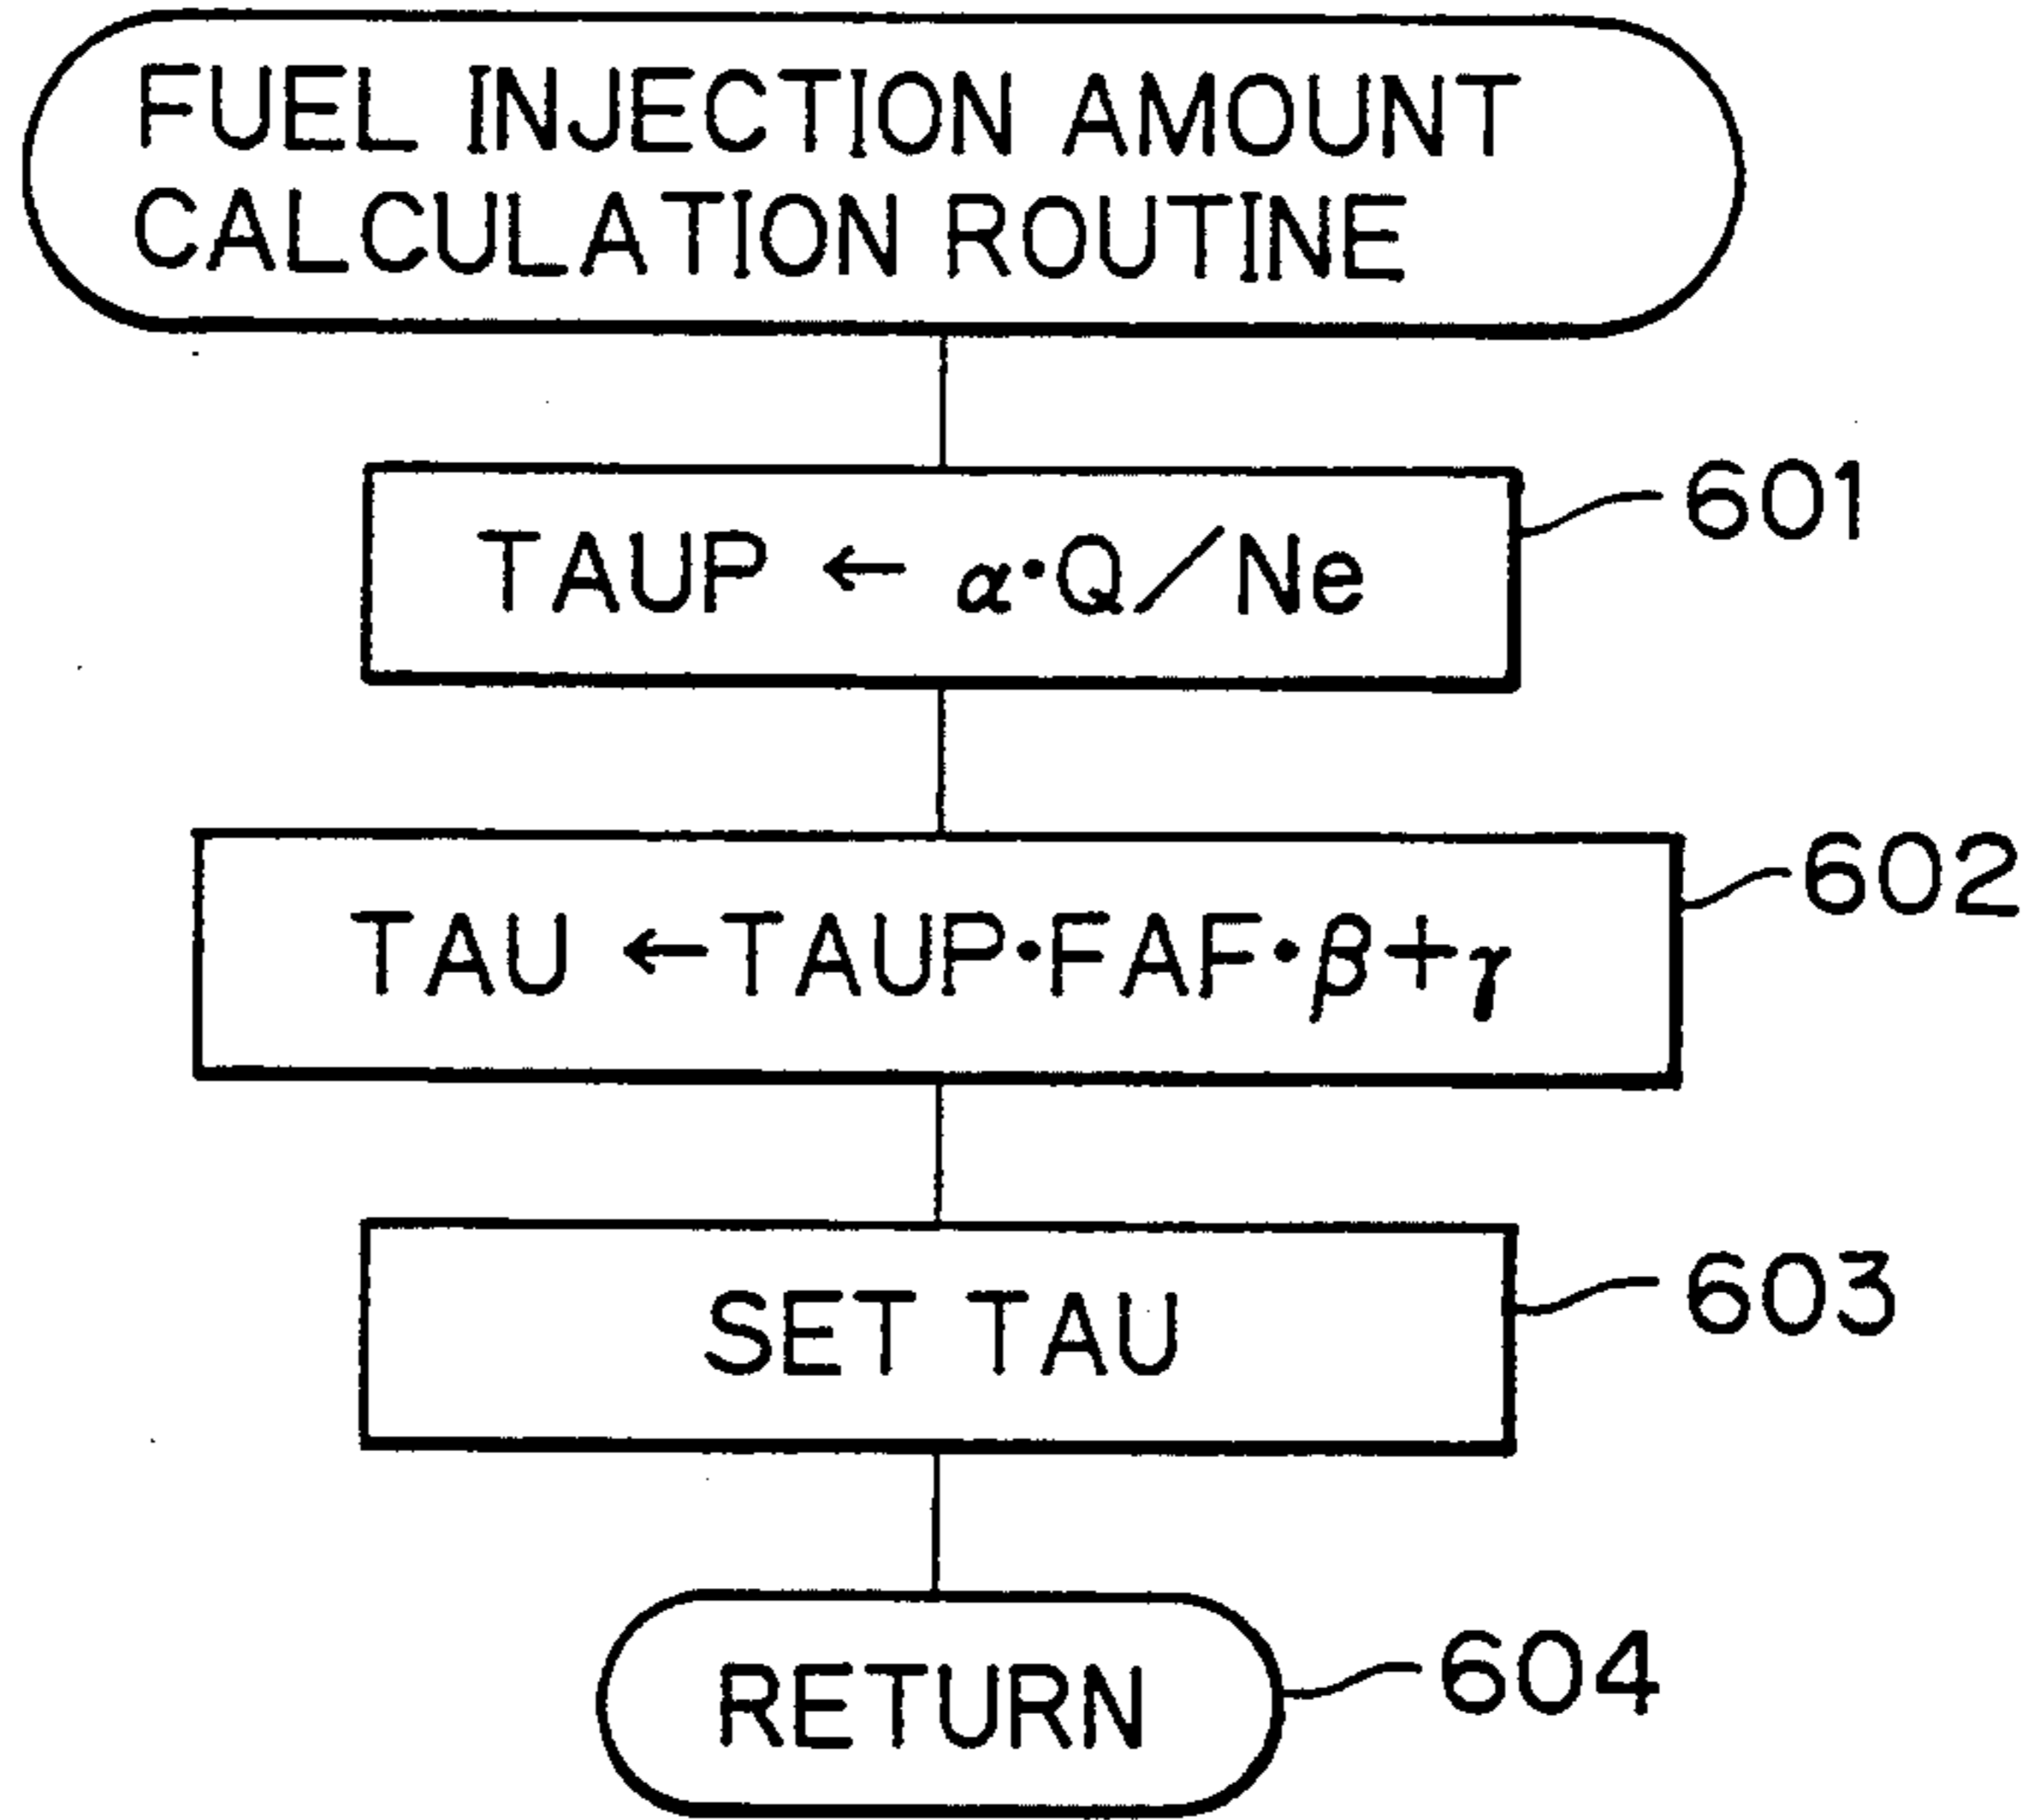 FUEL INJECTION AMOUNT
CALCULATION ROUTINE
TAUP ← α·Q/Ne
601
TAU ← TAUP·FAF·β+γ
602
SET TAU
603
RETURN
604